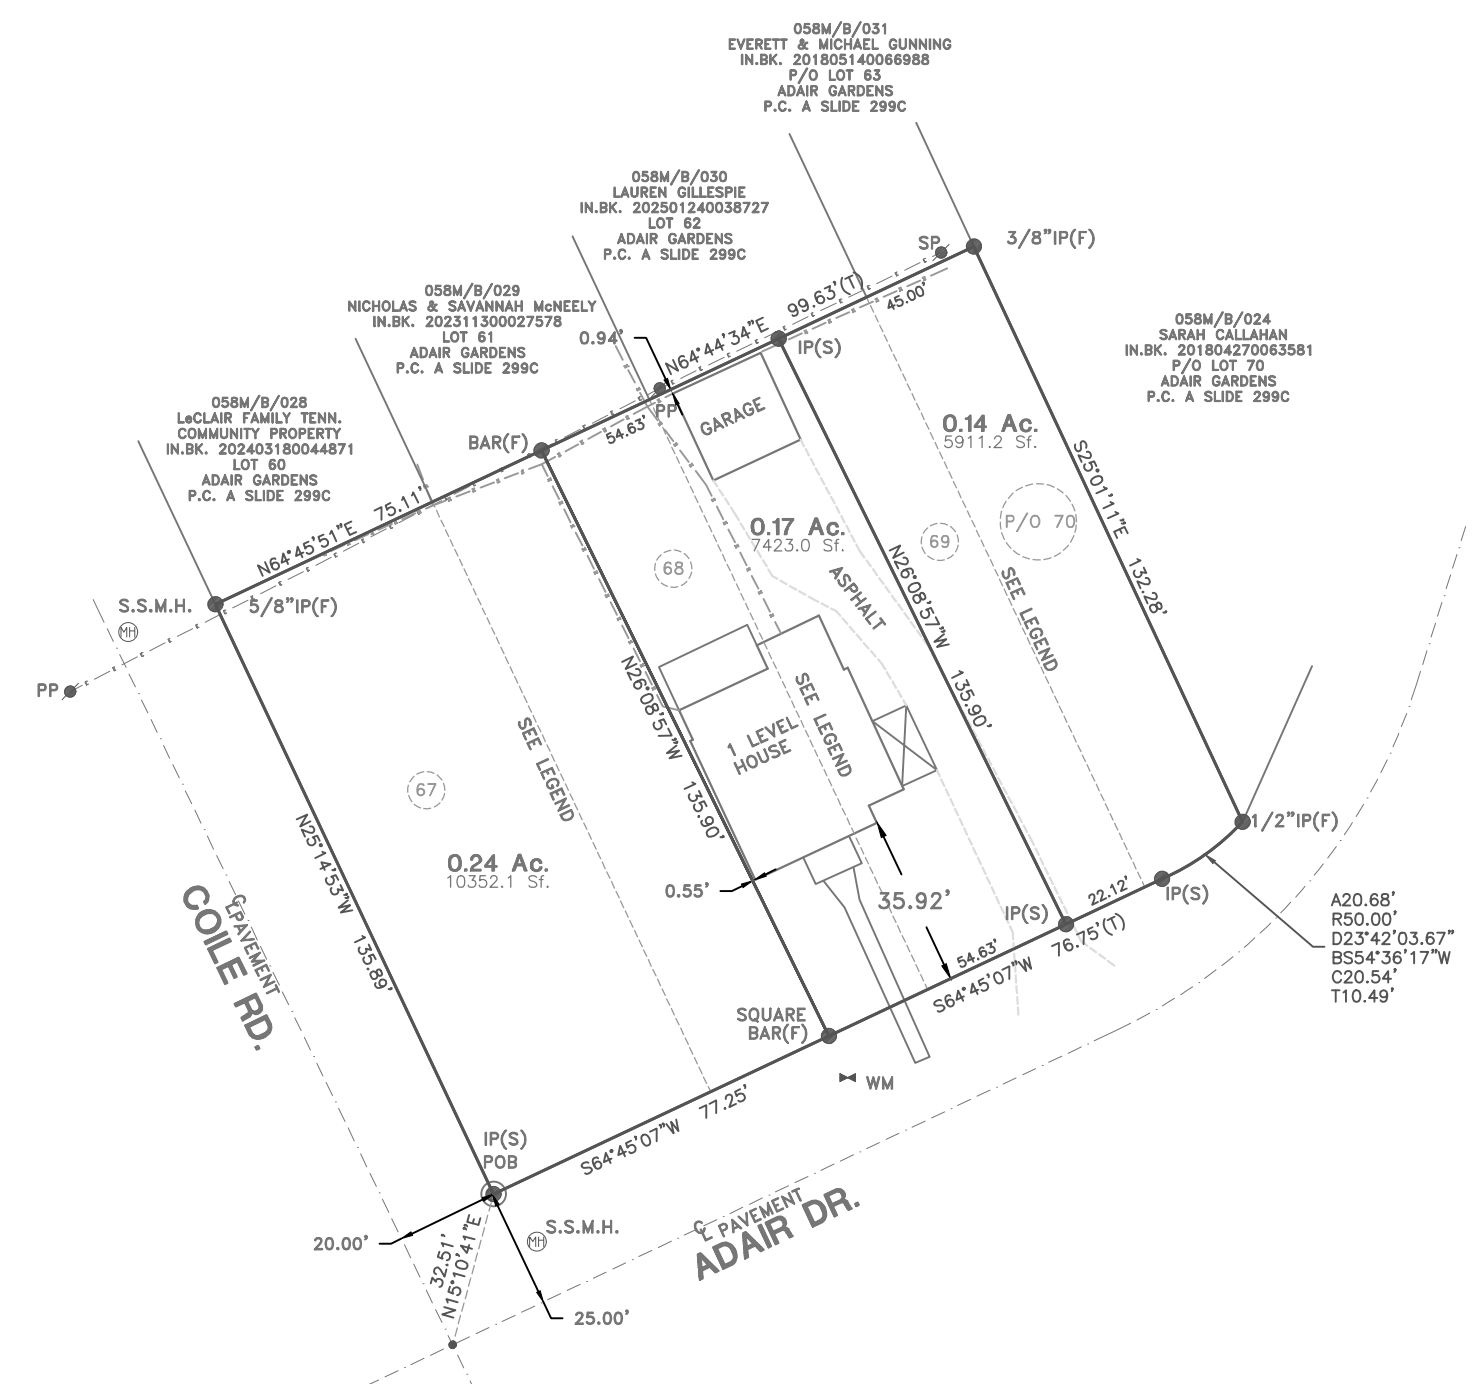 058M/B/031
EVERETT & MICHAEL GUNNING
IN.BK. 201805140066988
P/O LOT 63
ADAIR GARDENS
P.C. A SLIDE 299C
058M/B/030
LAUREN GILLESPIE
IN.BK. 202501240038727
LOT 62
ADAIR GARDENS
P.C. A SLIDE 299C
058M/B/029
NICHOLAS & SAVANNAH McNEELY
IN.BK. 202311300027578
LOT 61
ADAIR GARDENS
P.C. A SLIDE 299C
058M/B/028
LeCLAIR FAMILY TENN.
COMMUNITY PROPERTY
IN.BK. 202403180044871
LOT 60
ADAIR GARDENS
P.C. A SLIDE 299C
058M/B/024
SARAH CALLAHAN
IN.BK. 201804270063581
P/O LOT 70
ADAIR GARDENS
P.C. A SLIDE 299C
SP
3/8"IP(F)
N64°44'34"E 99.63'(T)
45.00'
0.94'
IP(S)
PP
54.63'
BAR(F)
GARAGE
0.14 Ac.
5911.2 Sf.
S25°01'11"E 132.28'
N64°45'51"E 75.11'
0.17 Ac.
7423.0 Sf.
P/O 70
69
68
ASPHALT
N26°08'57"W 135.90'
SEE LEGEND
S.S.M.H.
MH
5/8"IP(F)
PP
N26°08'57"W 135.90'
SEE LEGEND
1 LEVEL
HOUSE
SEE LEGEND
67
0.24 Ac.
10352.1 Sf.
N25°14'53"W 135.89'
1/2"IP(F)
0.55'
35.92'
IP(S)
22.12'
IP(S)
76.75'(T)
54.63'
S64°45'07"W
A20.68'
R50.00'
D23°42'03.67"
BS54°36'17"W
C20.54'
T10.49'
CL PAVEMENT
COILE RD.
SQUARE
BAR(F)
WM
S64°45'07"W 77.25'
IP(S)
POB
S.S.M.H.
MH
CL PAVEMENT
ADAIR DR.
20.00'
32.51'
N15°10'41"E
25.00'